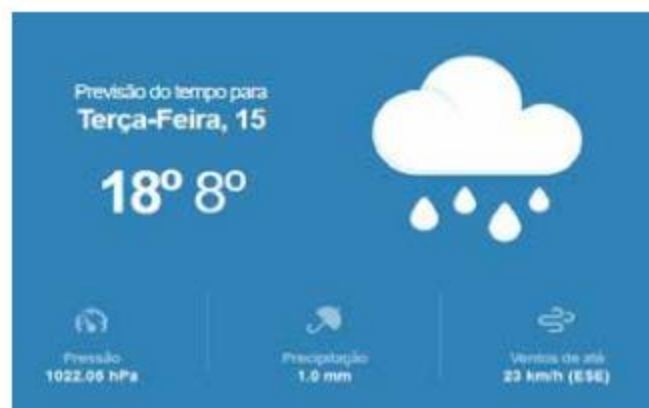 Previsão do tempo para
Terça-Feira, 15
18º 8º
Pressão
1022.06 hPa
Precipitação
1.0 mm
Ventos de até
23 km/h (ESE)